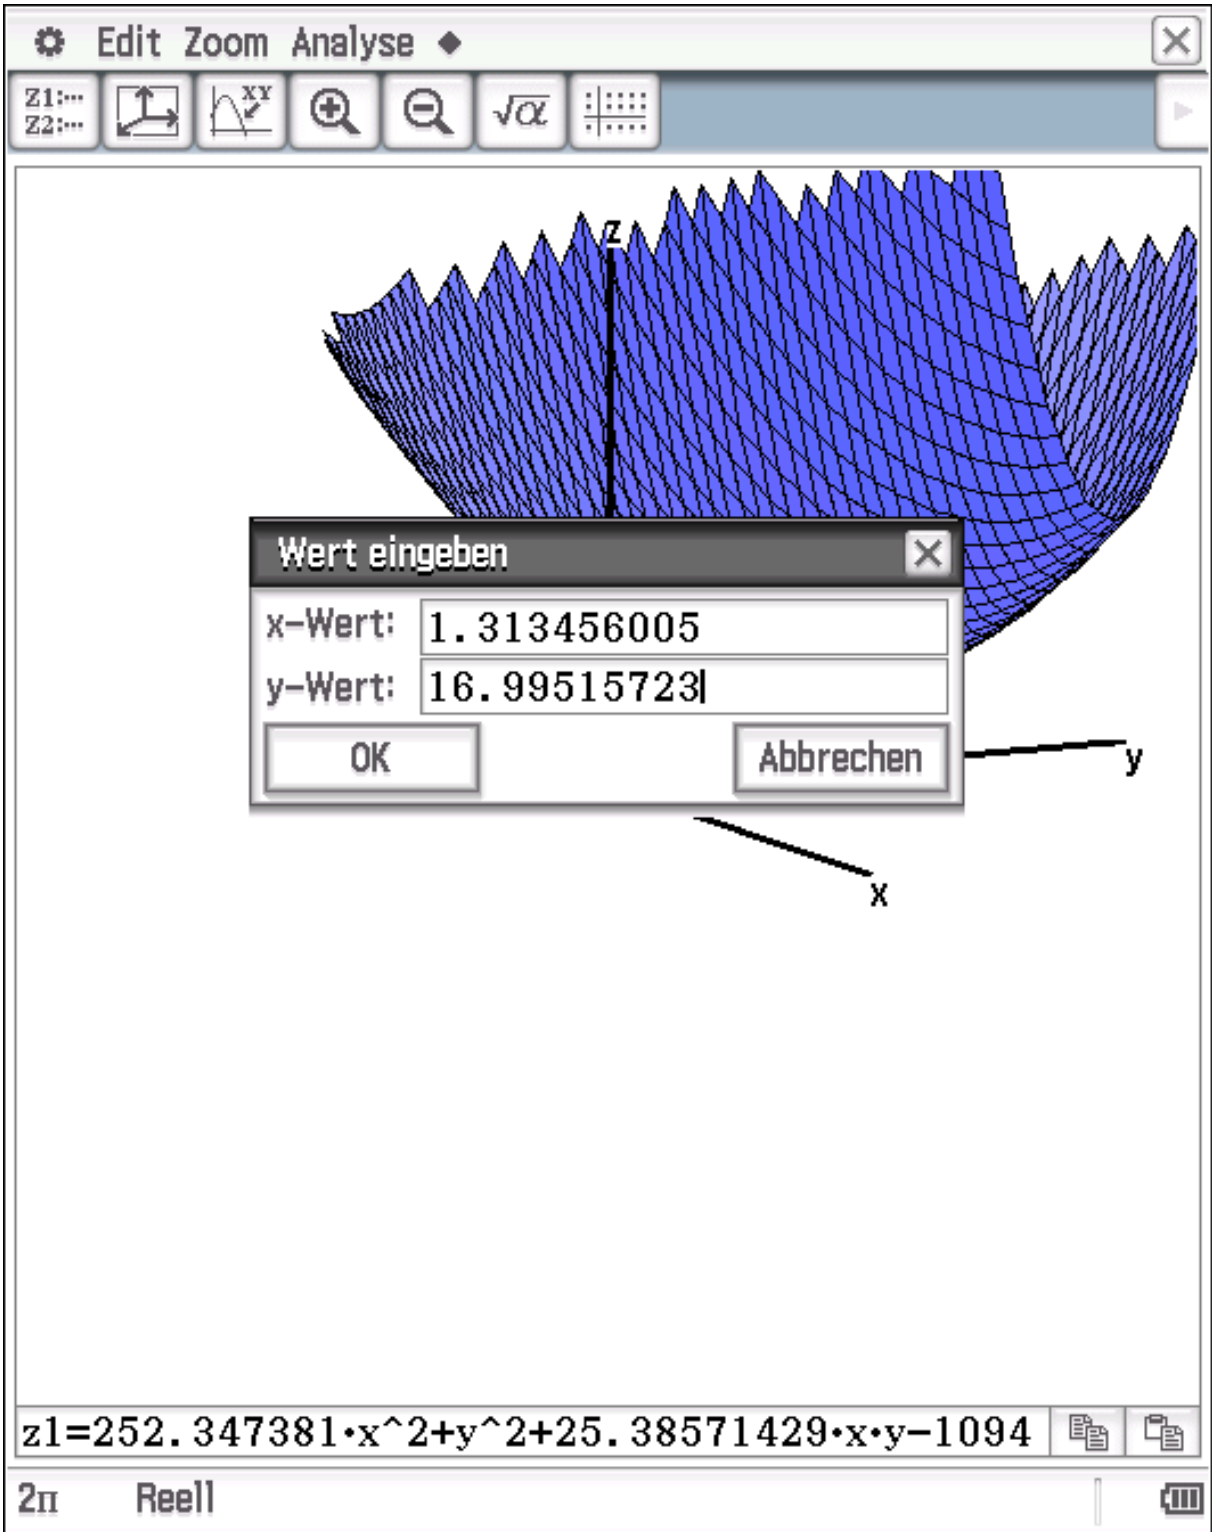 Edit Zoom Analyse ◆
Z1:…
Z2:…
XY
√α
z
Wert eingeben
x-Wert: 1.313456005
y-Wert: 16.99515723
OK Abbrechen
y
x
z1=252.347381·x^2+y^2+25.38571429·x·y-1094
2π Reell